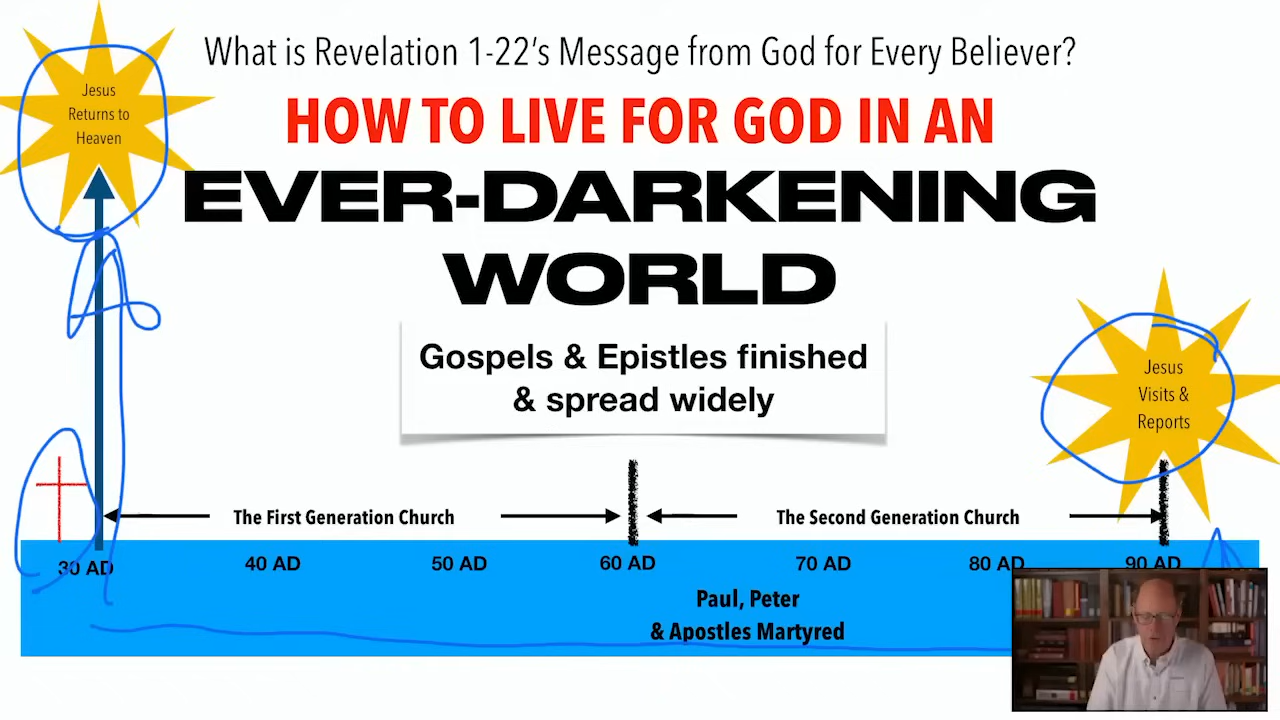 What is Revelation 1-22's Message from God for Every Believer?
HOW TO LIVE FOR GOD IN AN
EVER-DARKENING
WORLD
Jesus
Returns to
Heaven
Gospels & Epistles finished
& spread widely
Jesus
Visits &
Reports
The First Generation Church
The Second Generation Church
30 AD
40 AD
50 AD
60 AD
70 AD
80 AD
90 AD
Paul, Peter
& Apostles Martyred